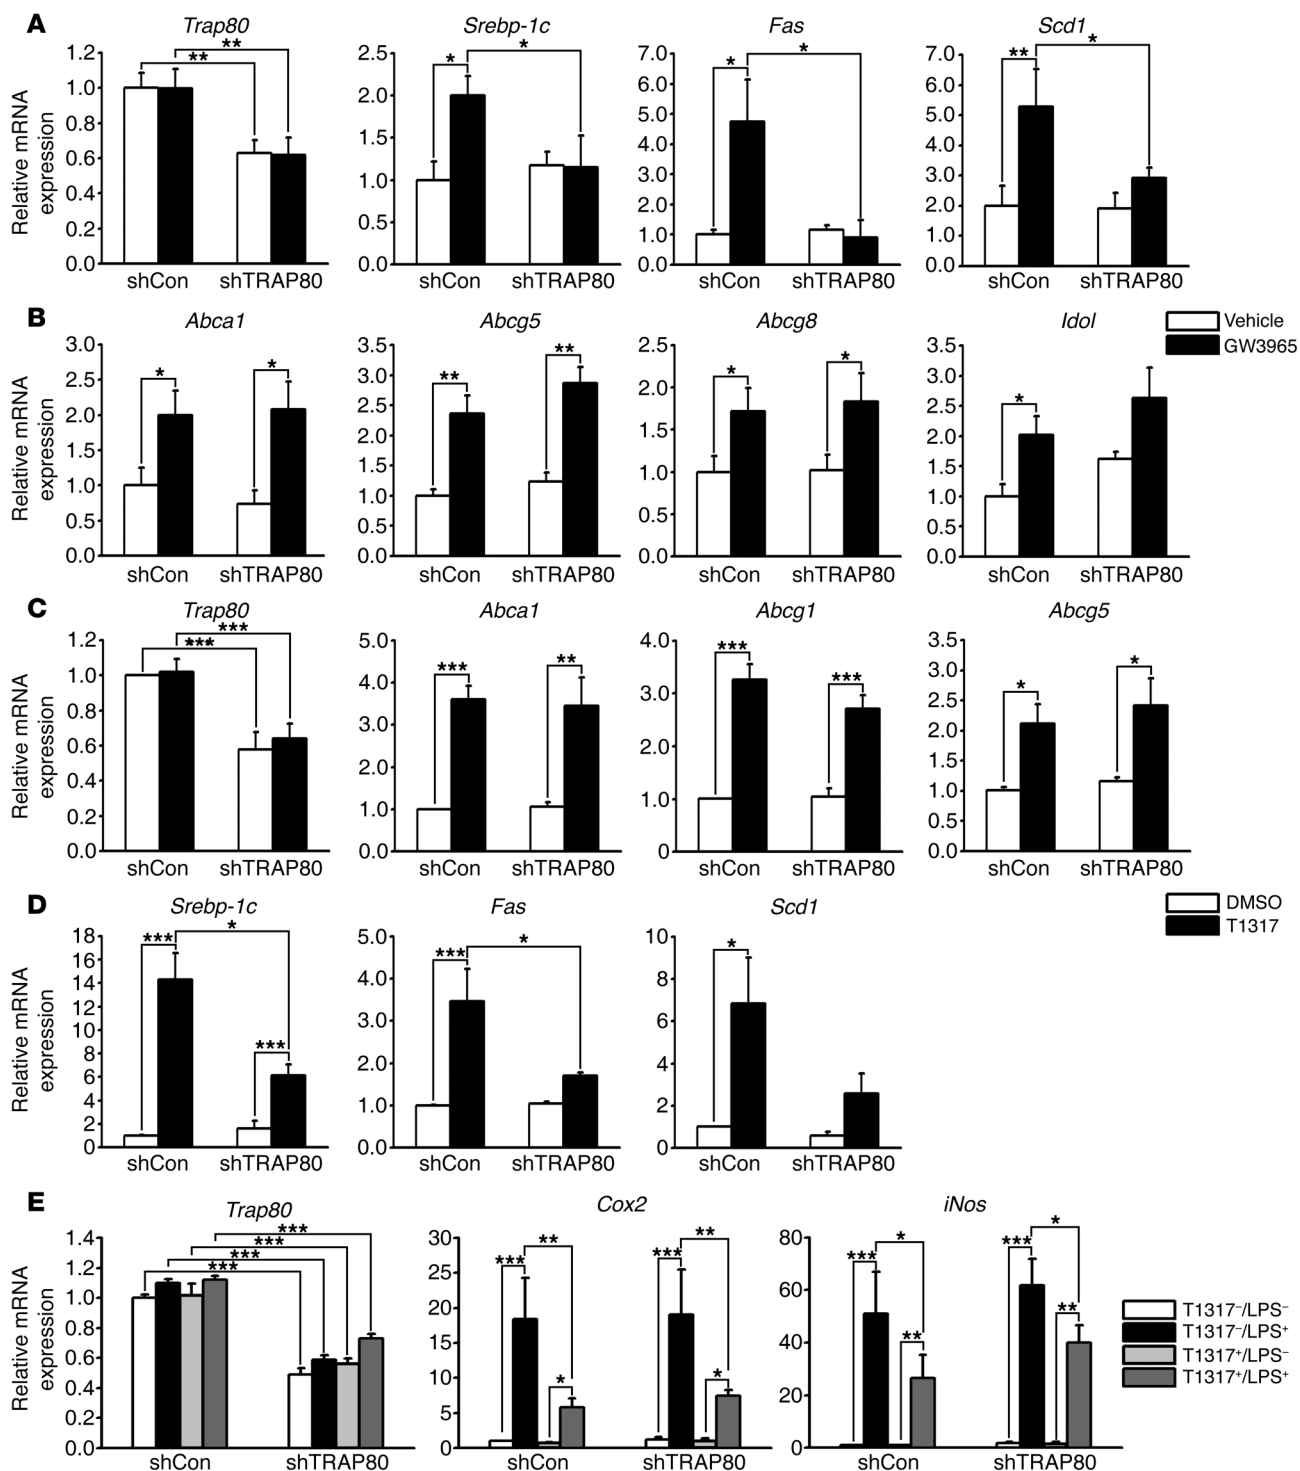 A
Trap80
Srebp-1c
Fas
Scd1
Relative mRNA
expression
1.2
1.0
0.8
0.6
0.4
0.2
0.0
** **
shCon shTRAP80
2.5
2.0
1.5
1.0
0.5
0.0
* *
shCon shTRAP80
7.0
6.0
5.0
4.0
3.0
2.0
1.0
0.0
* *
shCon shTRAP80
7.0
6.0
5.0
4.0
3.0
2.0
1.0
0.0
** *
shCon shTRAP80
B
Abca1
Abcg5
Abcg8
Idol
Vehicle
GW3965
Relative mRNA
expression
3.0
2.5
2.0
1.5
1.0
0.5
0.0
* *
shCon shTRAP80
3.5
3.0
2.5
2.0
1.5
1.0
0.5
0.0
** **
shCon shTRAP80
2.5
2.0
1.5
1.0
0.5
0.0
* *
shCon shTRAP80
3.5
3.0
2.5
2.0
1.5
1.0
0.5
0.0
*
shCon shTRAP80
C
Trap80
Abca1
Abcg1
Abcg5
Relative mRNA
expression
1.2
1.0
0.8
0.6
0.4
0.2
0.0
*** ***
shCon shTRAP80
5.0
4.0
3.0
2.0
1.0
0.0
*** **
shCon shTRAP80
4.0
3.0
2.0
1.0
0
*** ***
shCon shTRAP80
3.5
3.0
2.5
2.0
1.5
1.0
0.5
0.0
* *
shCon shTRAP80
D
Srebp-1c
Fas
Scd1
DMSO
T1317
Relative mRNA
expression
18
16
14
12
10
8
6
4
2
0
*** * ***
shCon shTRAP80
5.0
4.0
3.0
2.0
1.0
0.0
*** *
shCon shTRAP80
10
8
6
4
2
0
*
shCon shTRAP80
E
Trap80
Cox2
iNos
Relative mRNA
expression
1.4
1.2
1.0
0.8
0.6
0.4
0.2
0.0
***
***
***
***
shCon shTRAP80
30
25
20
15
10
5
0
*** ** * *** ** *
shCon shTRAP80
80
60
40
20
0
*** * ** *** * **
shCon shTRAP80
T1317⁻/LPS⁻
T1317⁻/LPS⁺
T1317⁺/LPS⁻
T1317⁺/LPS⁺